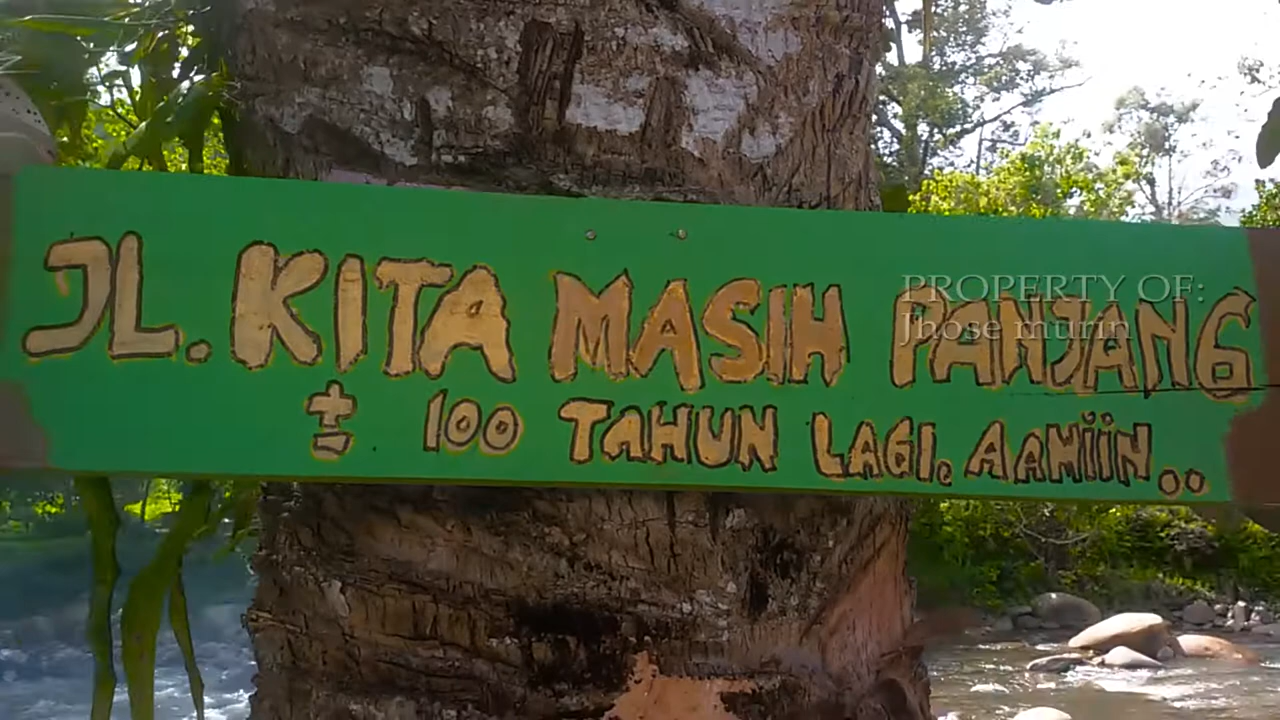 JL. KITA MASIH PANJANG
± 100 TAHUN LAGI. AAMIIN..
PROPERTY OF:
Jhose murin